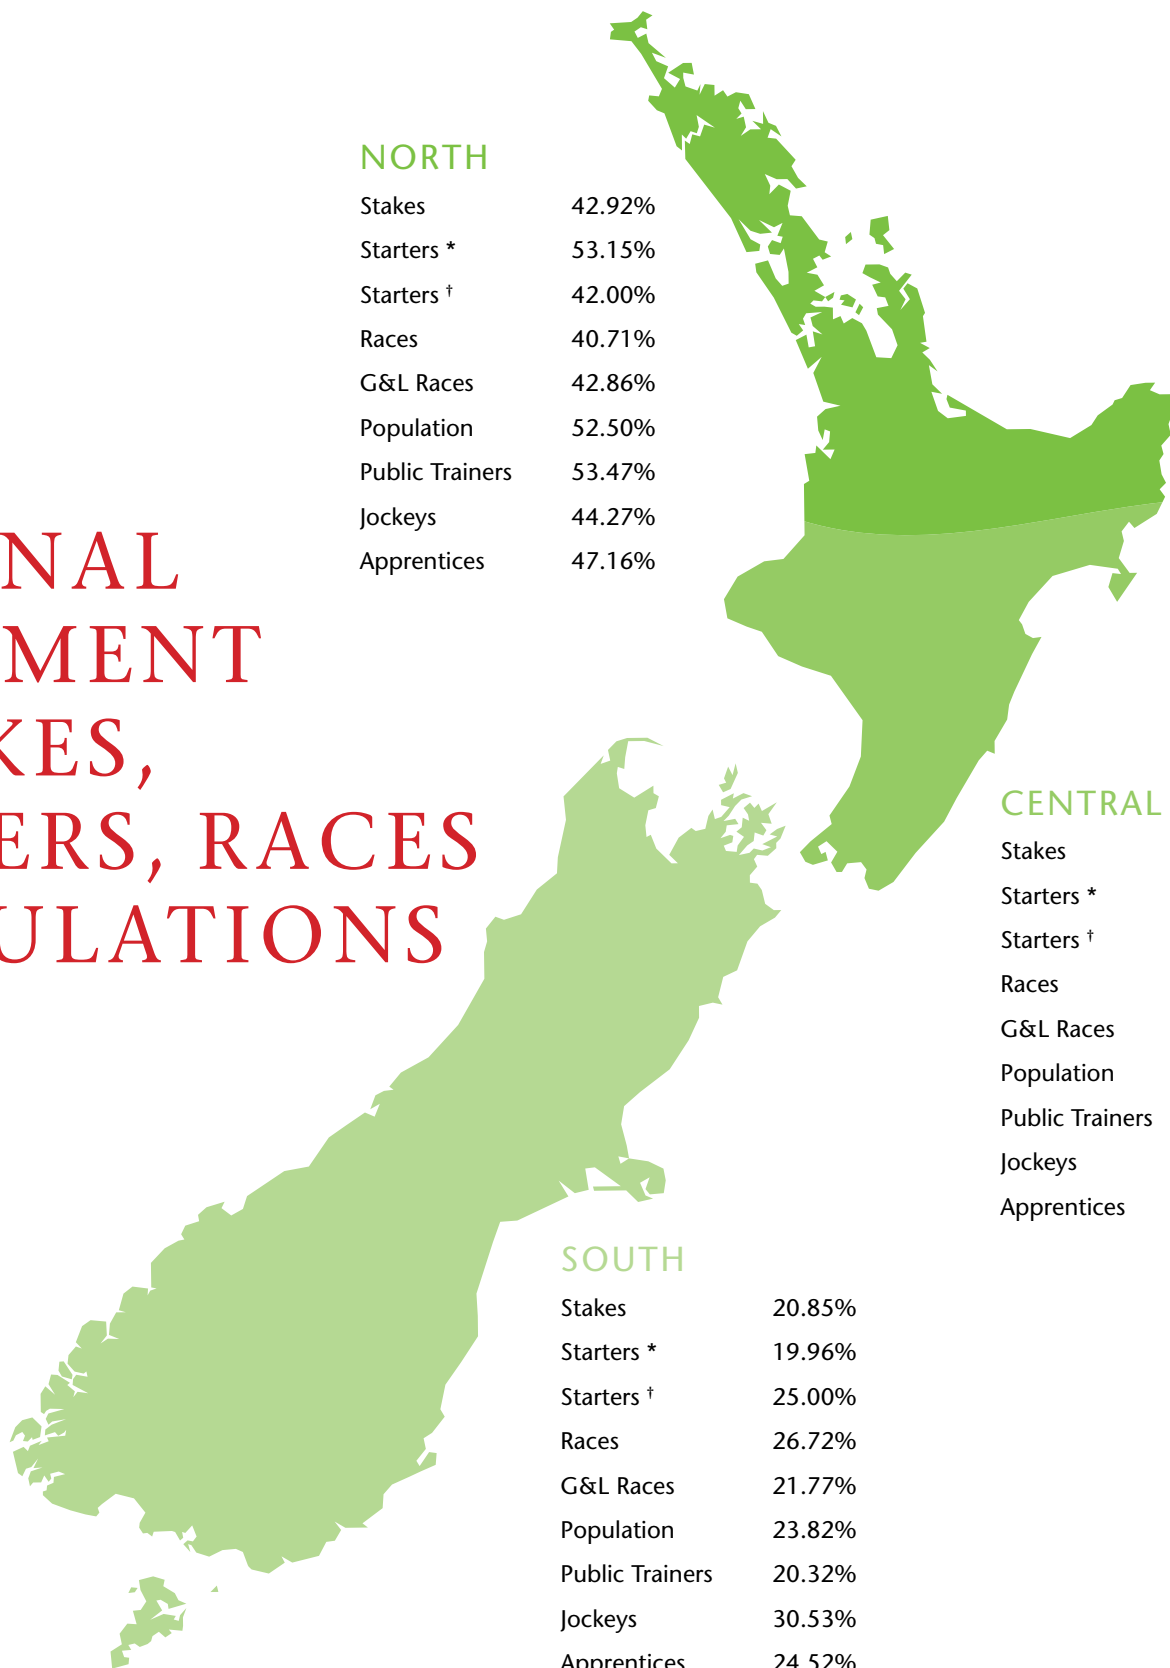 NORTH
Stakes 42.92%
Starters * 53.15%
Starters † 42.00%
Races 40.71%
G&L Races 42.86%
Population 52.50%
Public Trainers 53.47%
Jockeys 44.27%
Apprentices 47.16%
NAL
MENT
KES,
ERS, RACES
ULATIONS
CENTRAL
Stakes
Starters *
Starters †
Races
G&L Races
Population
Public Trainers
Jockeys
Apprentices
SOUTH
Stakes 20.85%
Starters * 19.96%
Starters † 25.00%
Races 26.72%
G&L Races 21.77%
Population 23.82%
Public Trainers 20.32%
Jockeys 30.53%
Apprentices 24.52%